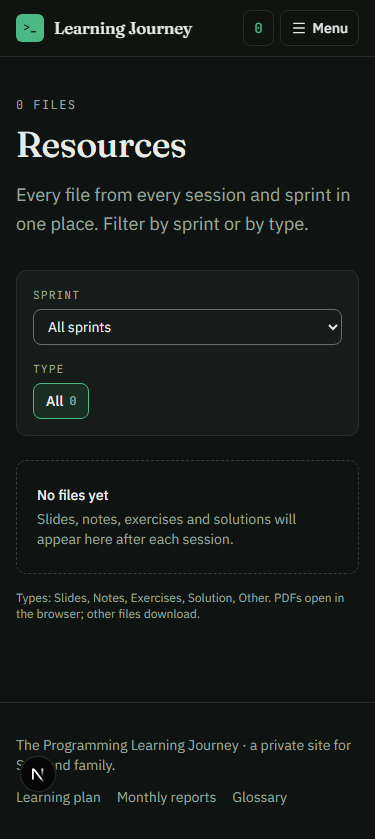 >_ Learning Journey 0 ☰ Menu
0 FILES
Resources
Every file from every session and sprint in
one place. Filter by sprint or by type.
SPRINT
All sprints
TYPE
All 0
No files yet
Slides, notes, exercises and solutions will
appear here after each session.
Types: Slides, Notes, Exercises, Solution, Other. PDFs open in
the browser; other files download.
The Programming Learning Journey · a private site for
and family.
N
Learning plan Monthly reports Glossary